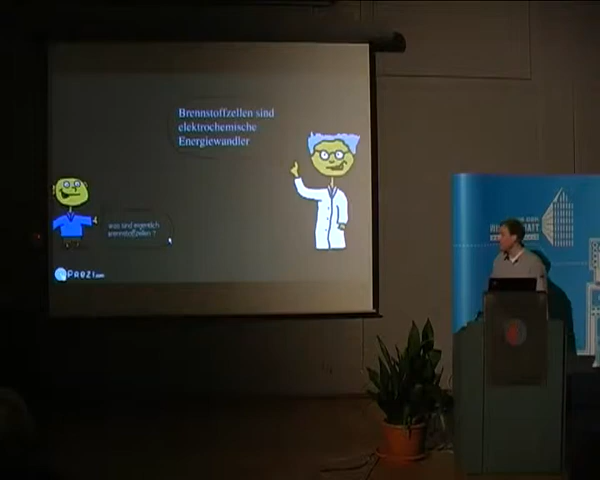 Brennstoffzellen sind
elektrochemische
Energiewandler
was sind eigentlich
brennstoffzellen ?
PREZI.com